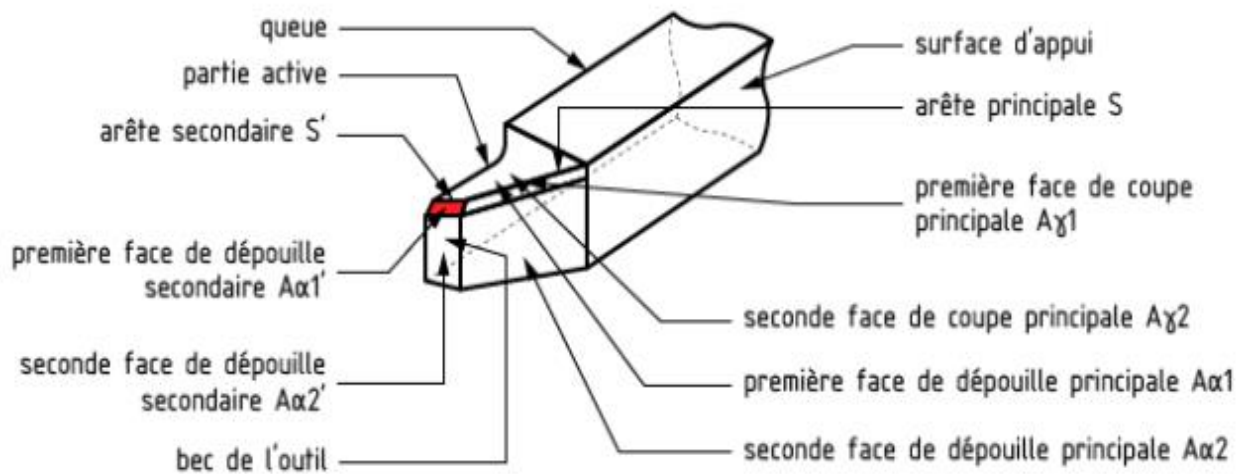 queue
partie active
arête secondaire S'
première face de dépouille
secondaire Aα1'
seconde face de dépouille
secondaire Aα2'
bec de l'outil
surface d'appui
arête principale S
première face de coupe
principale Aɣ1
seconde face de coupe principale Aɣ2
première face de dépouille principale Aα1
seconde face de dépouille principale Aα2